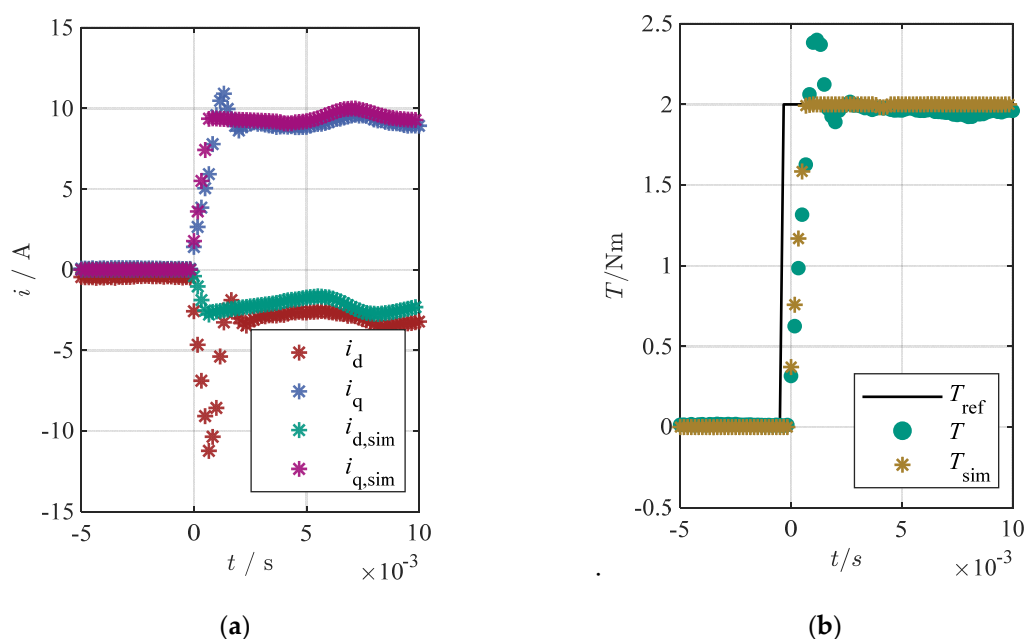 15
10
5
0
-5
-10
-15
i / A
-5
0
5
10
t / s
×10⁻³
i_d
i_q
i_d,sim
i_q,sim
(a)
2.5
2
1.5
1
0.5
0
-0.5
T/Nm
-5
0
5
10
t/s
×10⁻³
T_ref
T
T_sim
.
(b)